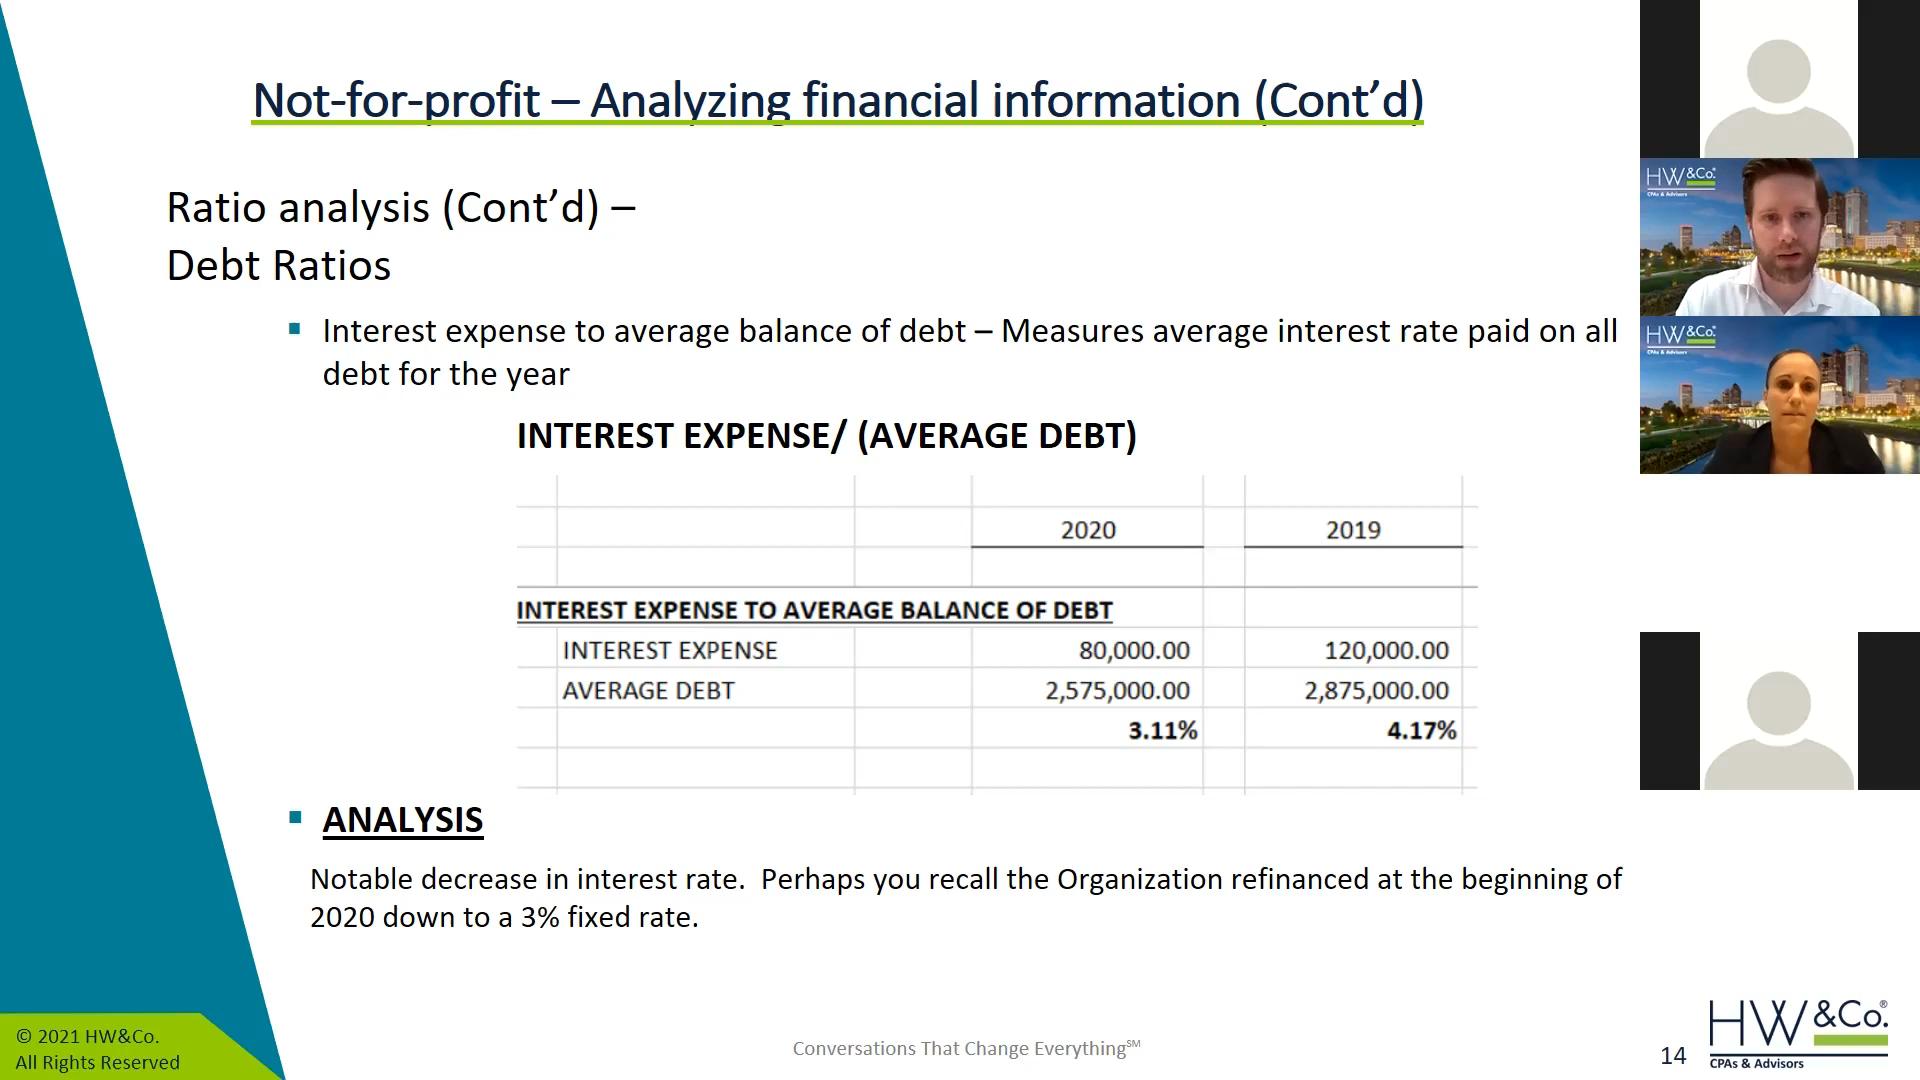 Not-for-profit – Analyzing financial information (Cont’d)
Ratio analysis (Cont’d) –
Debt Ratios
Interest expense to average balance of debt – Measures average interest rate paid on all
debt for the year
INTEREST EXPENSE/ (AVERAGE DEBT)
2020 2019
INTEREST EXPENSE TO AVERAGE BALANCE OF DEBT
INTEREST EXPENSE 80,000.00 120,000.00
AVERAGE DEBT 2,575,000.00 2,875,000.00
3.11% 4.17%
ANALYSIS
Notable decrease in interest rate.  Perhaps you recall the Organization refinanced at the beginning of
2020 down to a 3% fixed rate.
© 2021 HW&Co.
All Rights Reserved
Conversations That Change Everything℠
14
HW&Co.®
CPAs & Advisors
HW&Co.®
CPAs & Advisors
HW&Co.®
CPAs & Advisors